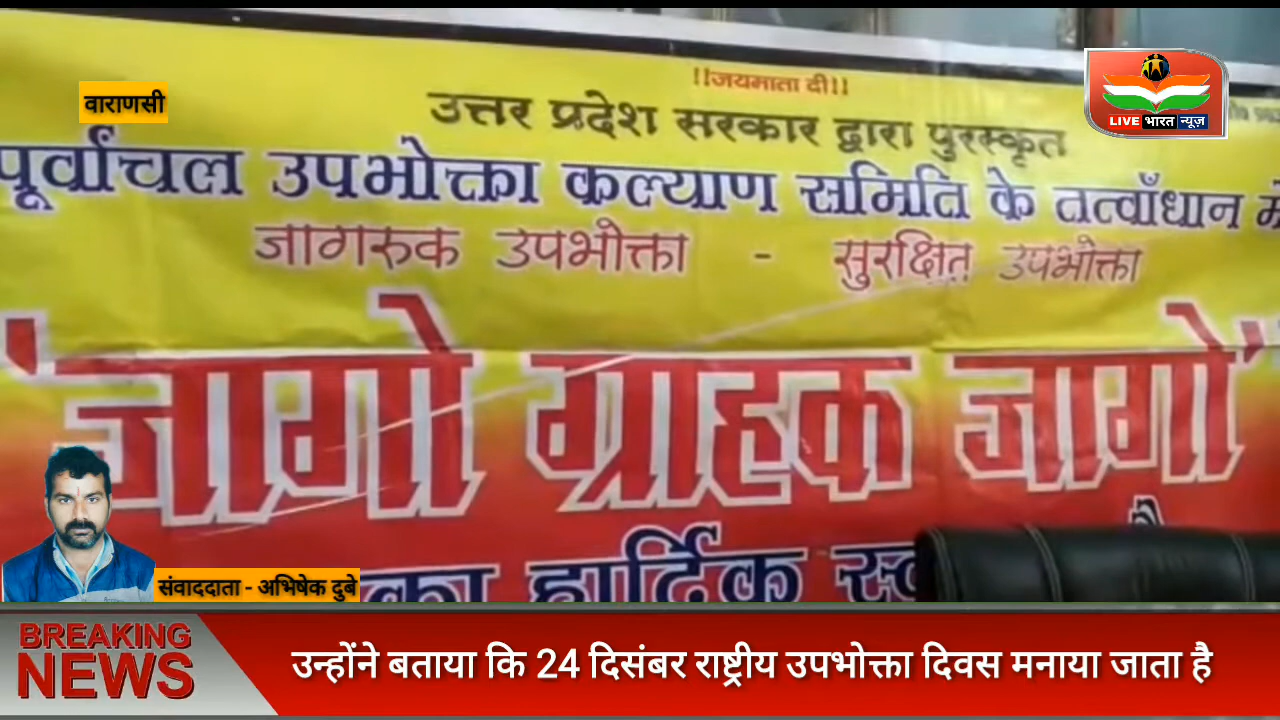 !!जयमाता दी!!
वाराणसी
उत्तर प्रदेश सरकार द्वारा पुरस्कृत
LIVE भारत न्यूज़
पूर्वांचल उपभोक्ता कल्याण समिति के तत्वाँधान में
जागरुक उपभोक्ता - सुरक्षित उपभोक्ता
'जागो ग्राहक जागो'
का हार्दिक
संवाददाता - अभिषेक दुबे
BREAKING
NEWS
उन्होंने बताया कि 24 दिसंबर राष्ट्रीय उपभोक्ता दिवस मनाया जाता है